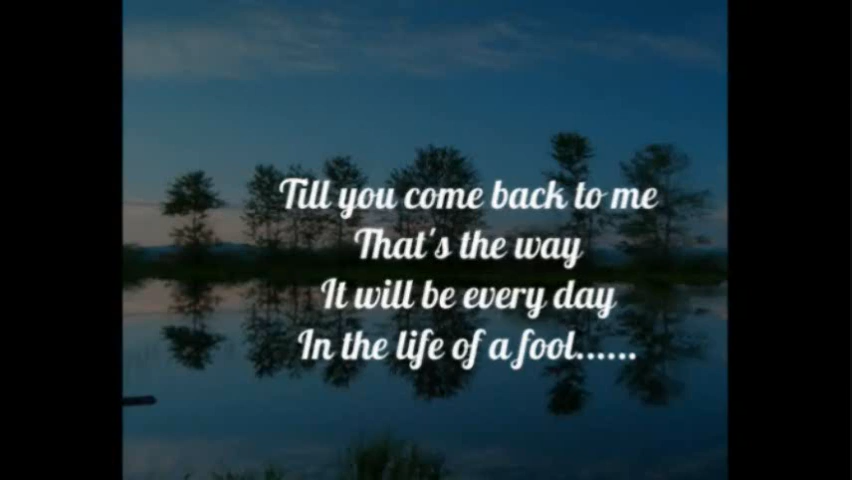 Till you come back to me
That's the way
It will be every day
In the life of a fool......